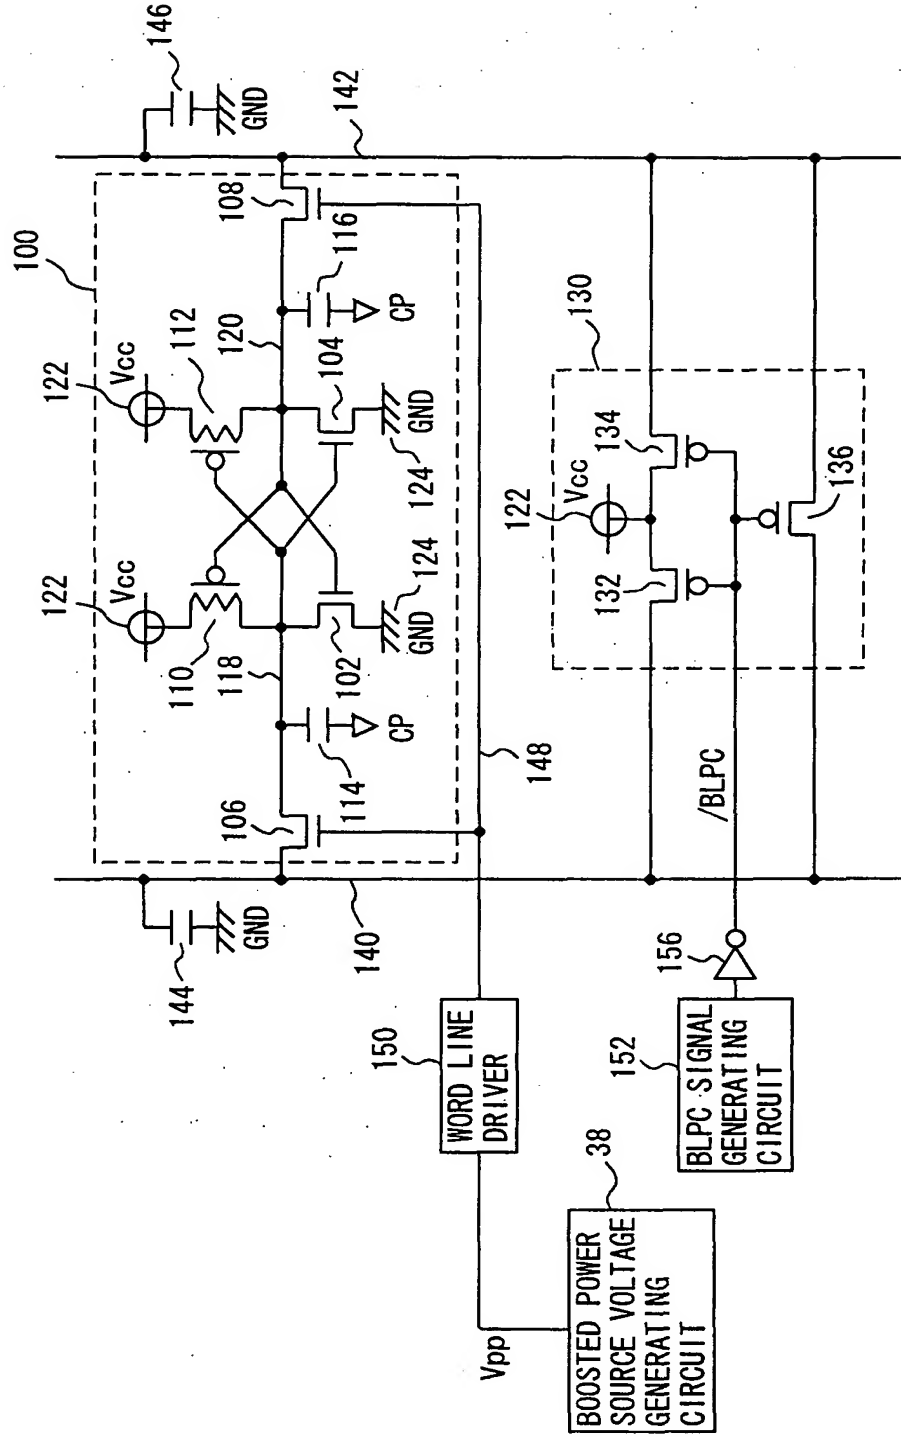 100
146
GND
142
122
Vcc
112
120
108
116
CP
104
124
GND
122
Vcc
110
118
102
124
GND
114
CP
106
148
144
GND
140
130
122
Vcc
134
132
136
/BLPC
150
WORD LINE
DRIVER
156
152
BLPC SIGNAL
GENERATING
CIRCUIT
Vpp
38
BOOSTED POWER
SOURCE VOLTAGE
GENERATING
CIRCUIT